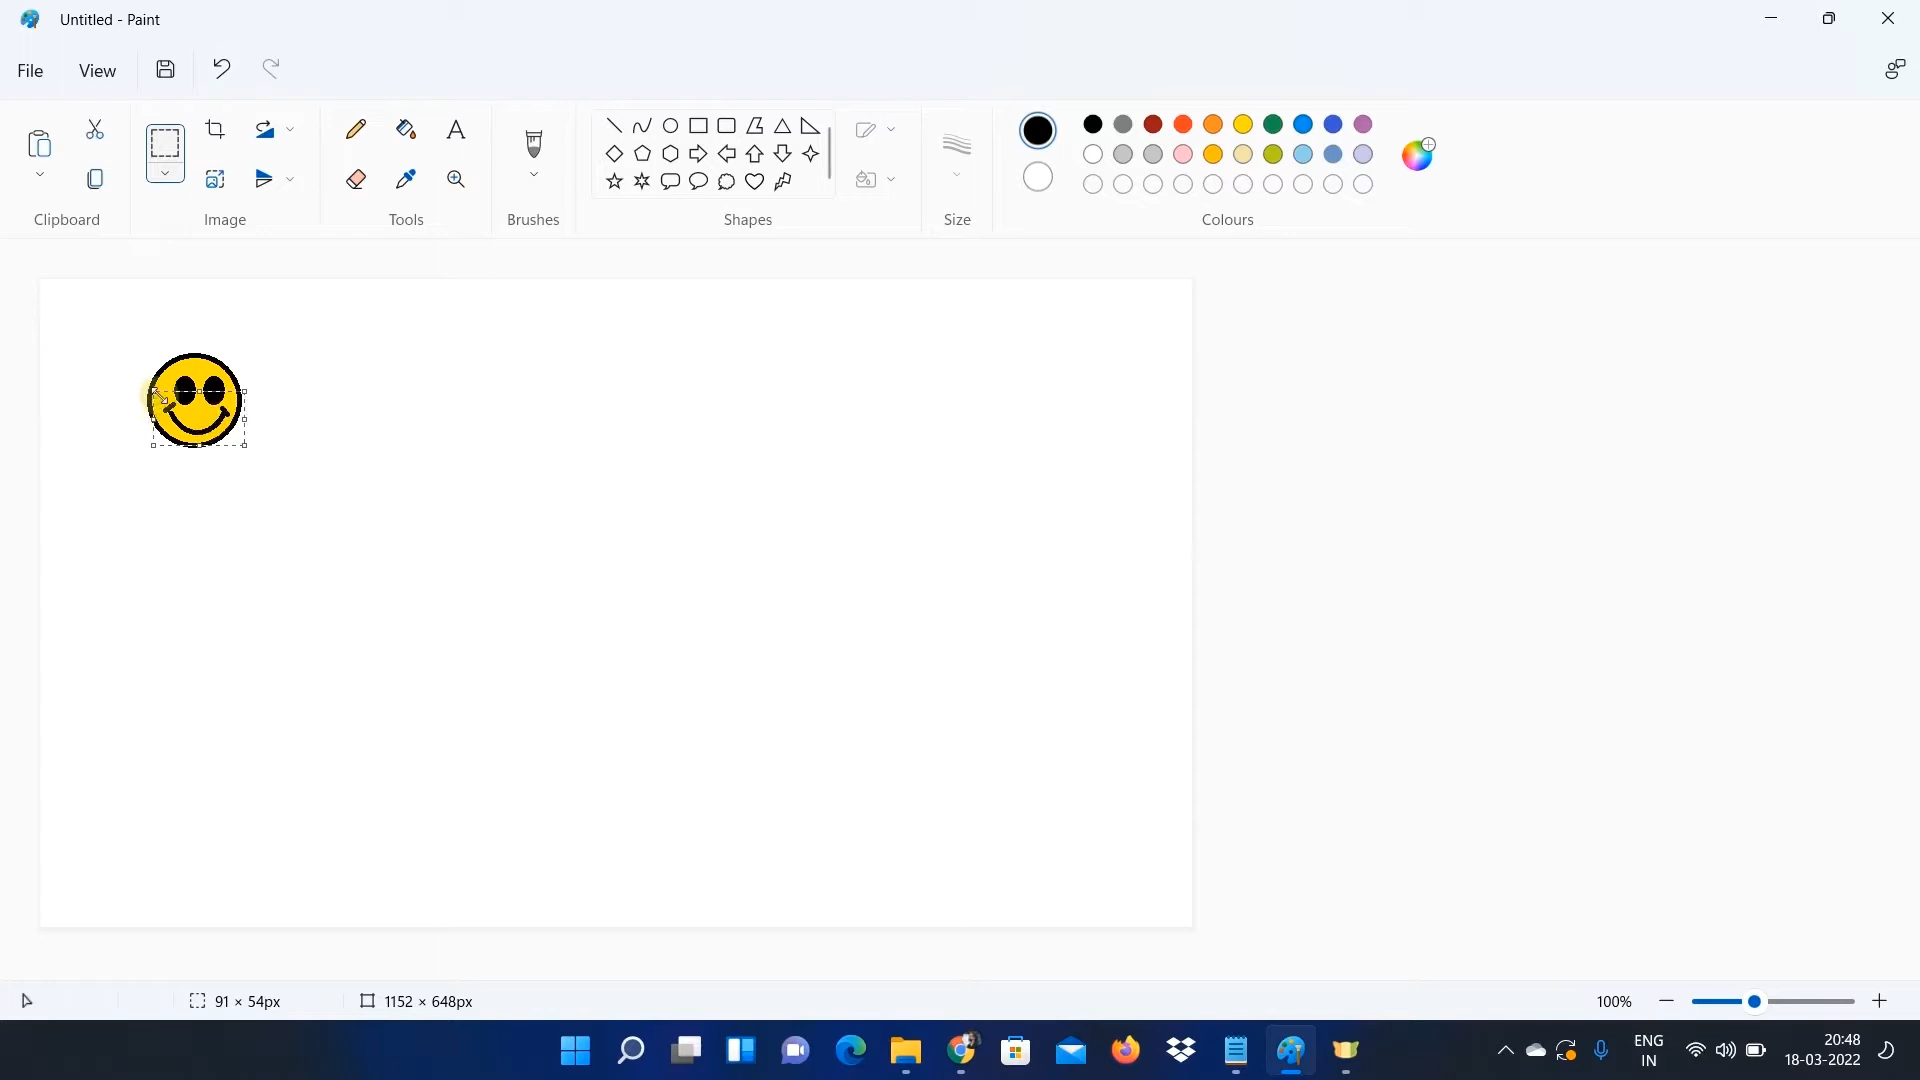 Untitled - Paint
File View
Clipboard
Image
Tools
Brushes
Shapes
Size
Colours
91 × 54px
1152 × 648px
100%
ENG
IN
20:48
18-03-2022